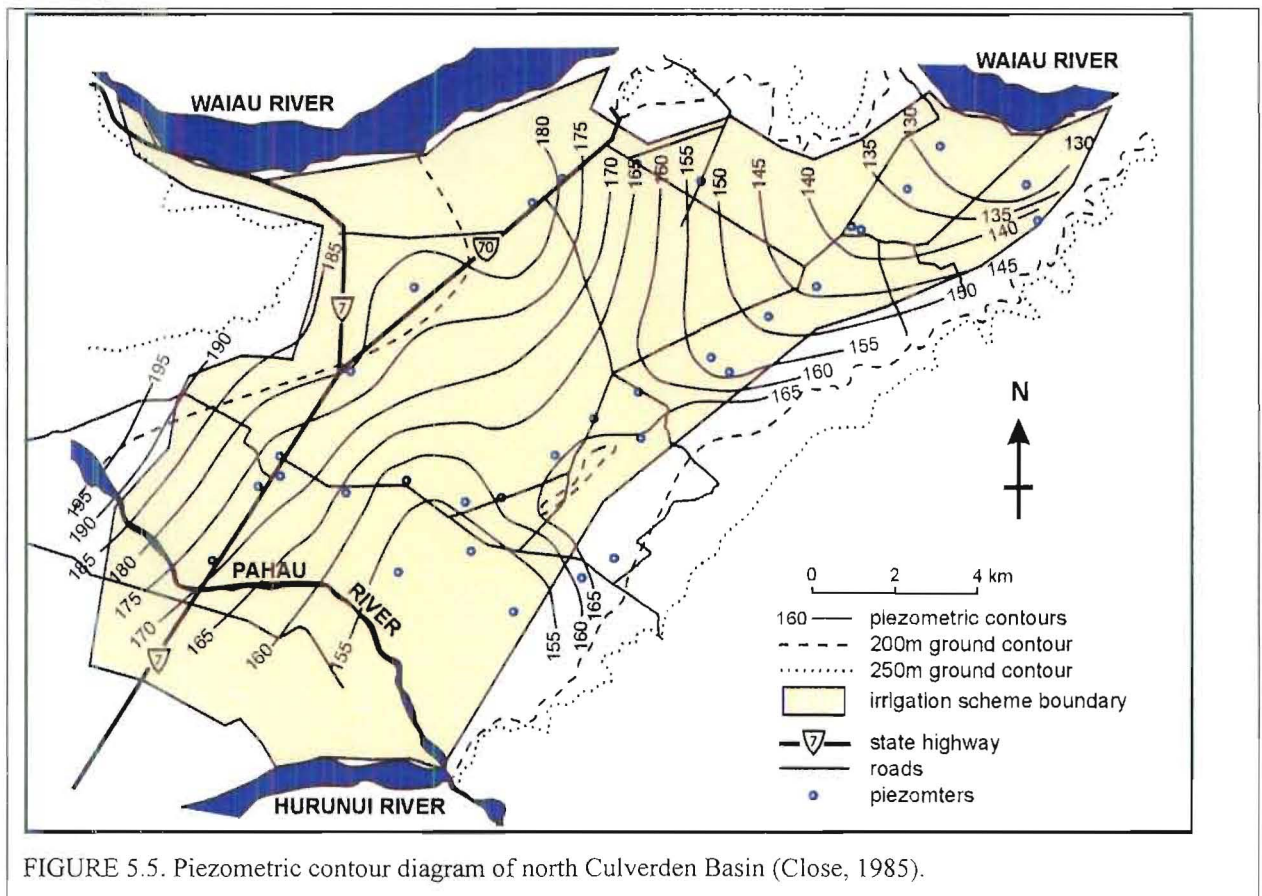 WAIAU RIVER
WAIAU RIVER
180
175
170
165
160
155
150
145
140
135
130
130
135
140
145
150
155
160
165
70
185
7
190
195
195
190
185
180
175
170
165
160
155
PAHAU
RIVER
155
160
165
7
HURUNUI RIVER
N
0 2 4 km
160 piezometric contours
200m ground contour
250m ground contour
irrigation scheme boundary
7 state highway
roads
piezomters
FIGURE 5.5. Piezometric contour diagram of north Culverden Basin (Close, 1985).